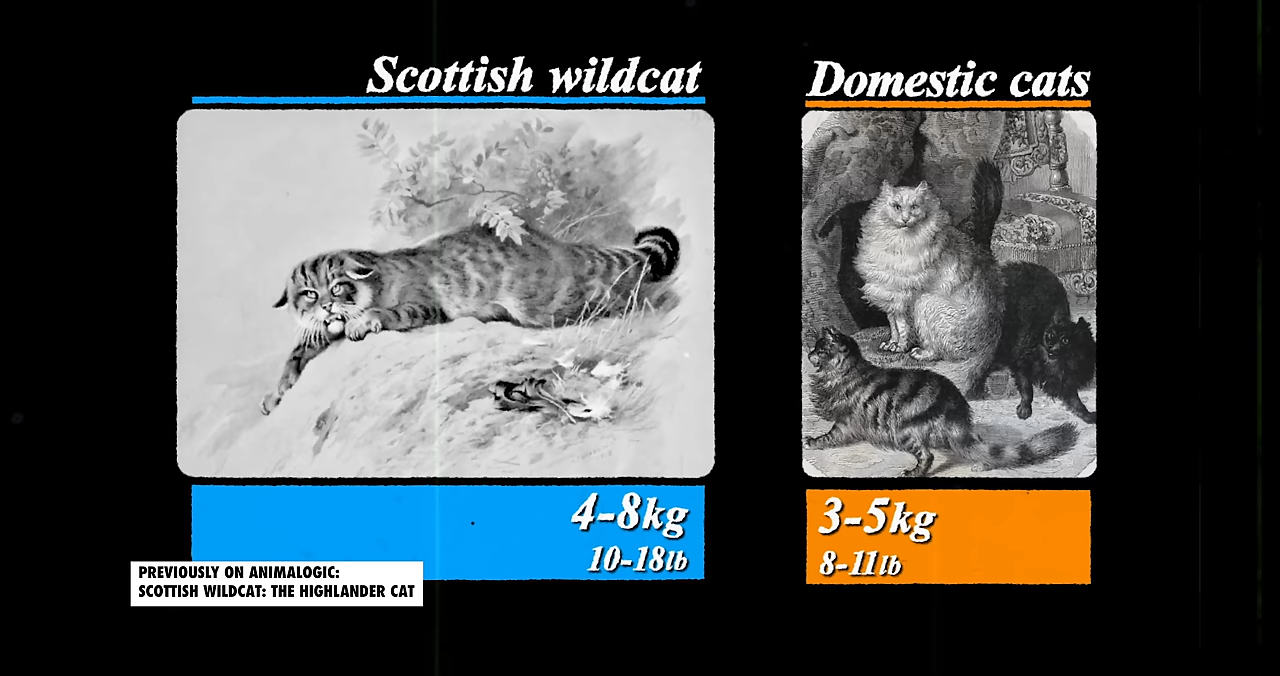 Scottish wildcat
4-8kg
10-18lb
Domestic cats
3-5kg
8-11lb
PREVIOUSLY ON ANIMALOGIC:
SCOTTISH WILDCAT: THE HIGHLANDER CAT